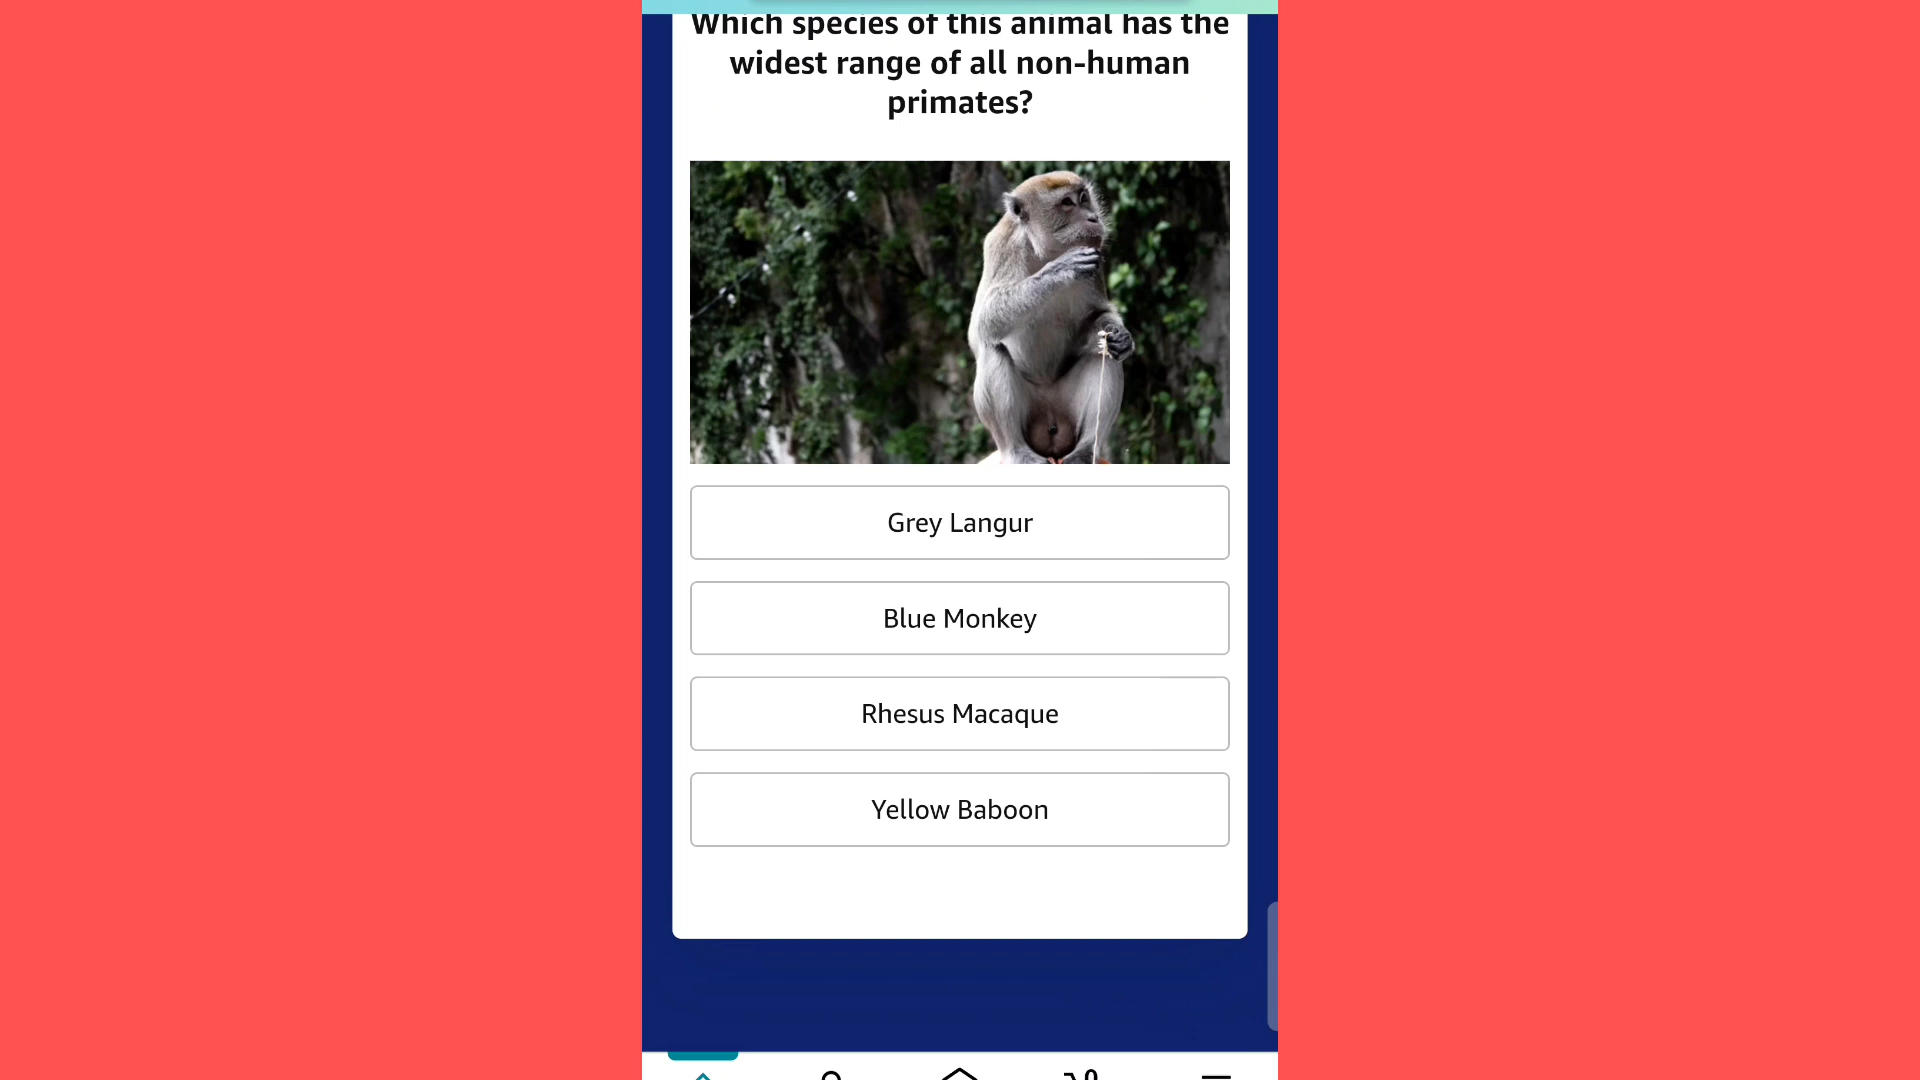 Which species of this animal has the
widest range of all non-human
primates?
Grey Langur
Blue Monkey
Rhesus Macaque
Yellow Baboon